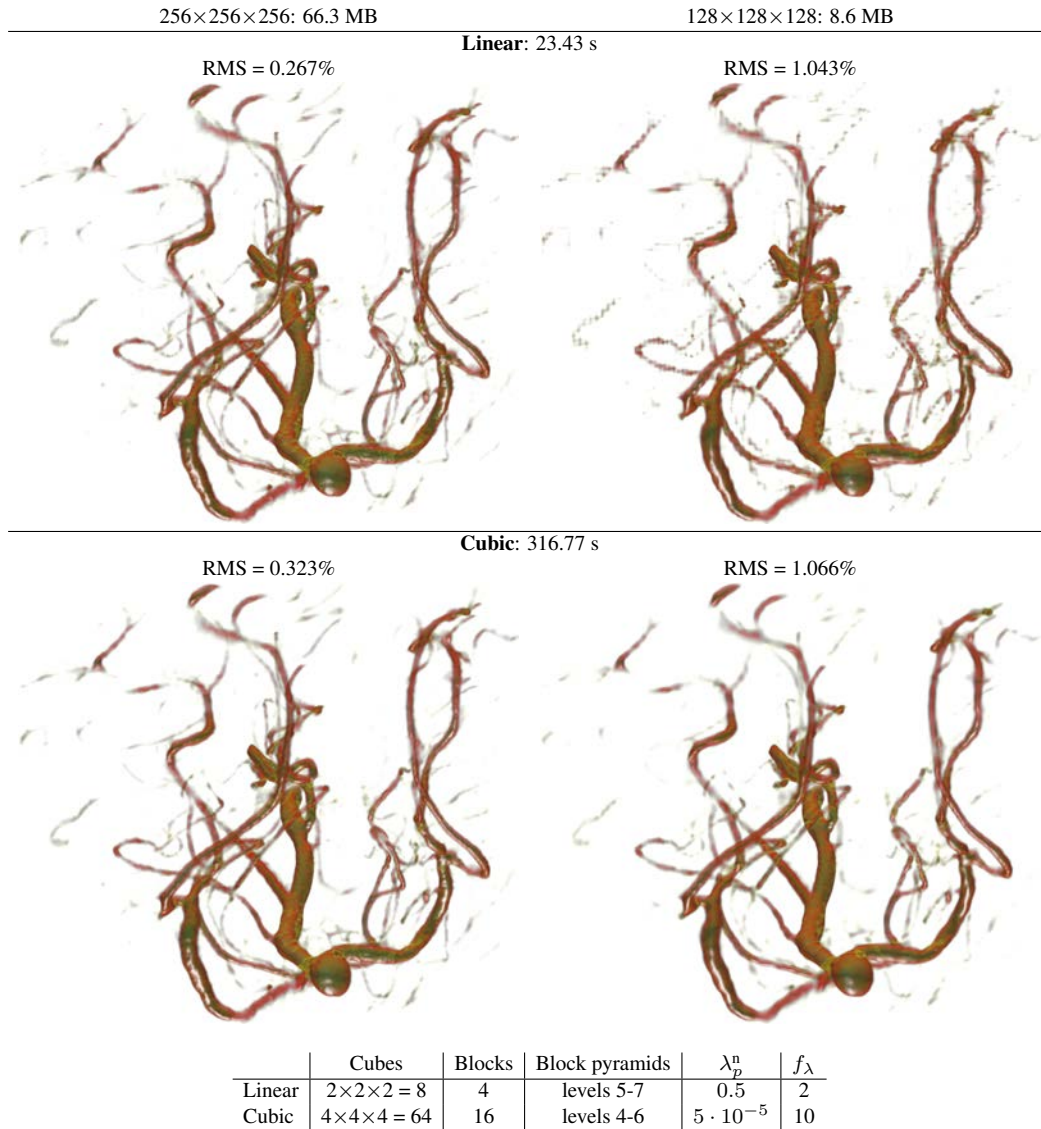 256×256×256: 66.3 MB 128×128×128: 8.6 MB
Linear: 23.43 s
RMS = 0.267% RMS = 1.043%
Cubic: 316.77 s
RMS = 0.323% RMS = 1.066%
Cubes Blocks Block pyramids λₚⁿ f_λ
Linear 2×2×2 = 8 4 levels 5-7 0.5 2
Cubic 4×4×4 = 64 16 levels 4-6 5 · 10⁻⁵ 10